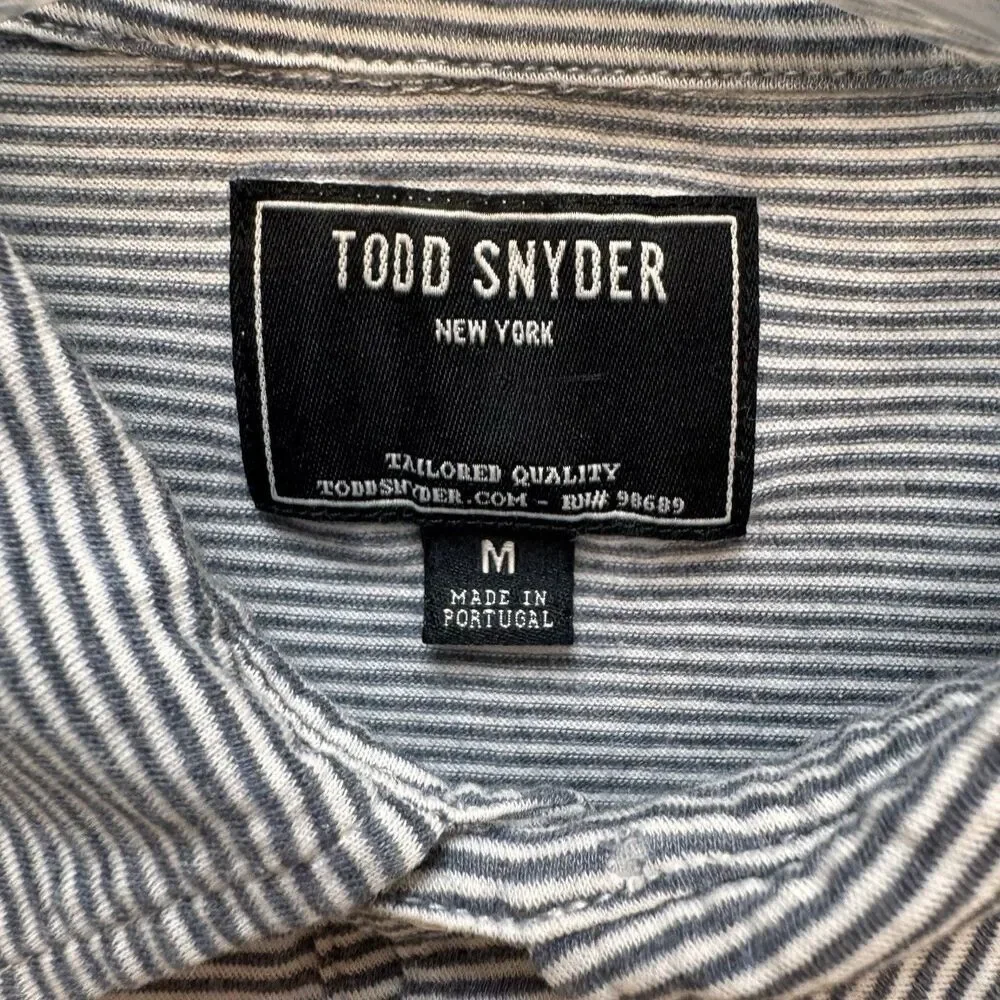 TODD SNYDER
NEW YORK
TAILORED QUALITY
TODDSNYDER.COM - RN# 98689
M
MADE IN
PORTUGAL